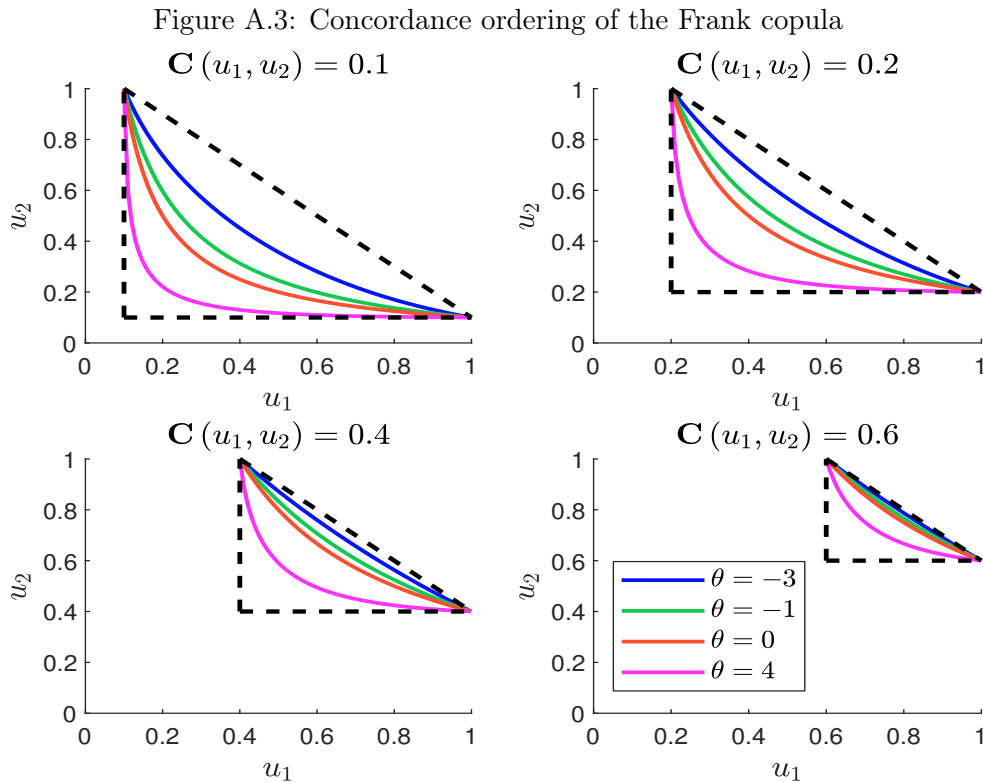 Figure A.3: Concordance ordering of the Frank copula
C (u₁, u₂) = 0.1
1
0.8
0.6
0.4
0.2
0
u₂
0 0.2 0.4 0.6 0.8 1
u₁
C (u₁, u₂) = 0.2
1
0.8
0.6
0.4
0.2
0
u₂
0 0.2 0.4 0.6 0.8 1
u₁
C (u₁, u₂) = 0.4
1
0.8
0.6
0.4
0.2
0
u₂
0 0.2 0.4 0.6 0.8 1
u₁
C (u₁, u₂) = 0.6
1
0.8
0.6
0.4
0.2
0
u₂
θ = −3
θ = −1
θ = 0
θ = 4
0 0.2 0.4 0.6 0.8 1
u₁